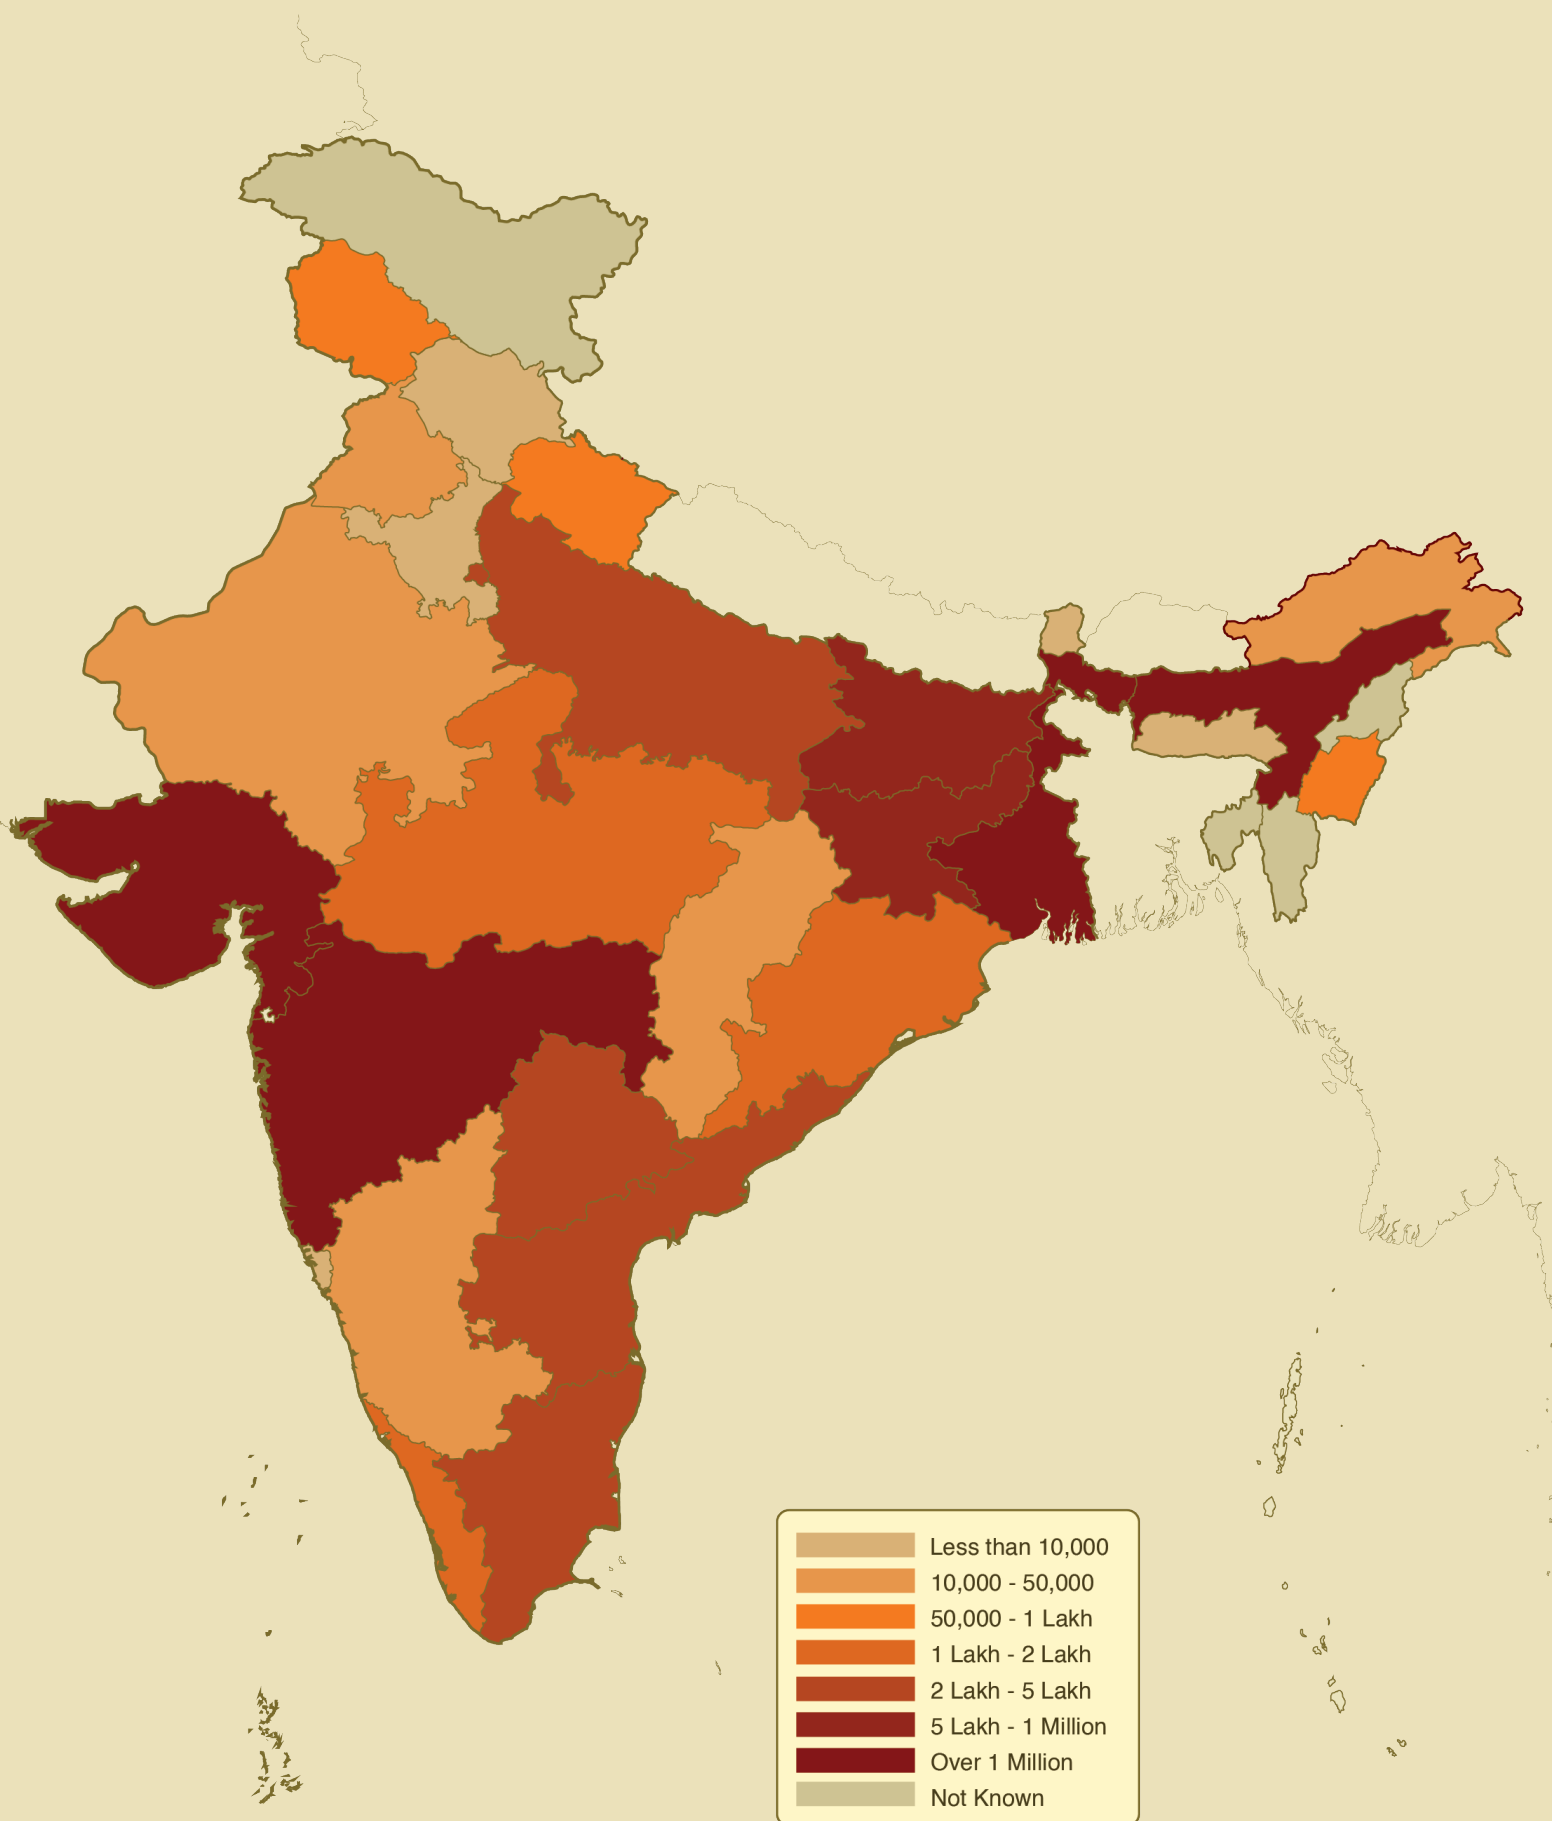 Less than 10,000
10,000 - 50,000
50,000 - 1 Lakh
1 Lakh - 2 Lakh
2 Lakh - 5 Lakh
5 Lakh - 1 Million
Over 1 Million
Not Known